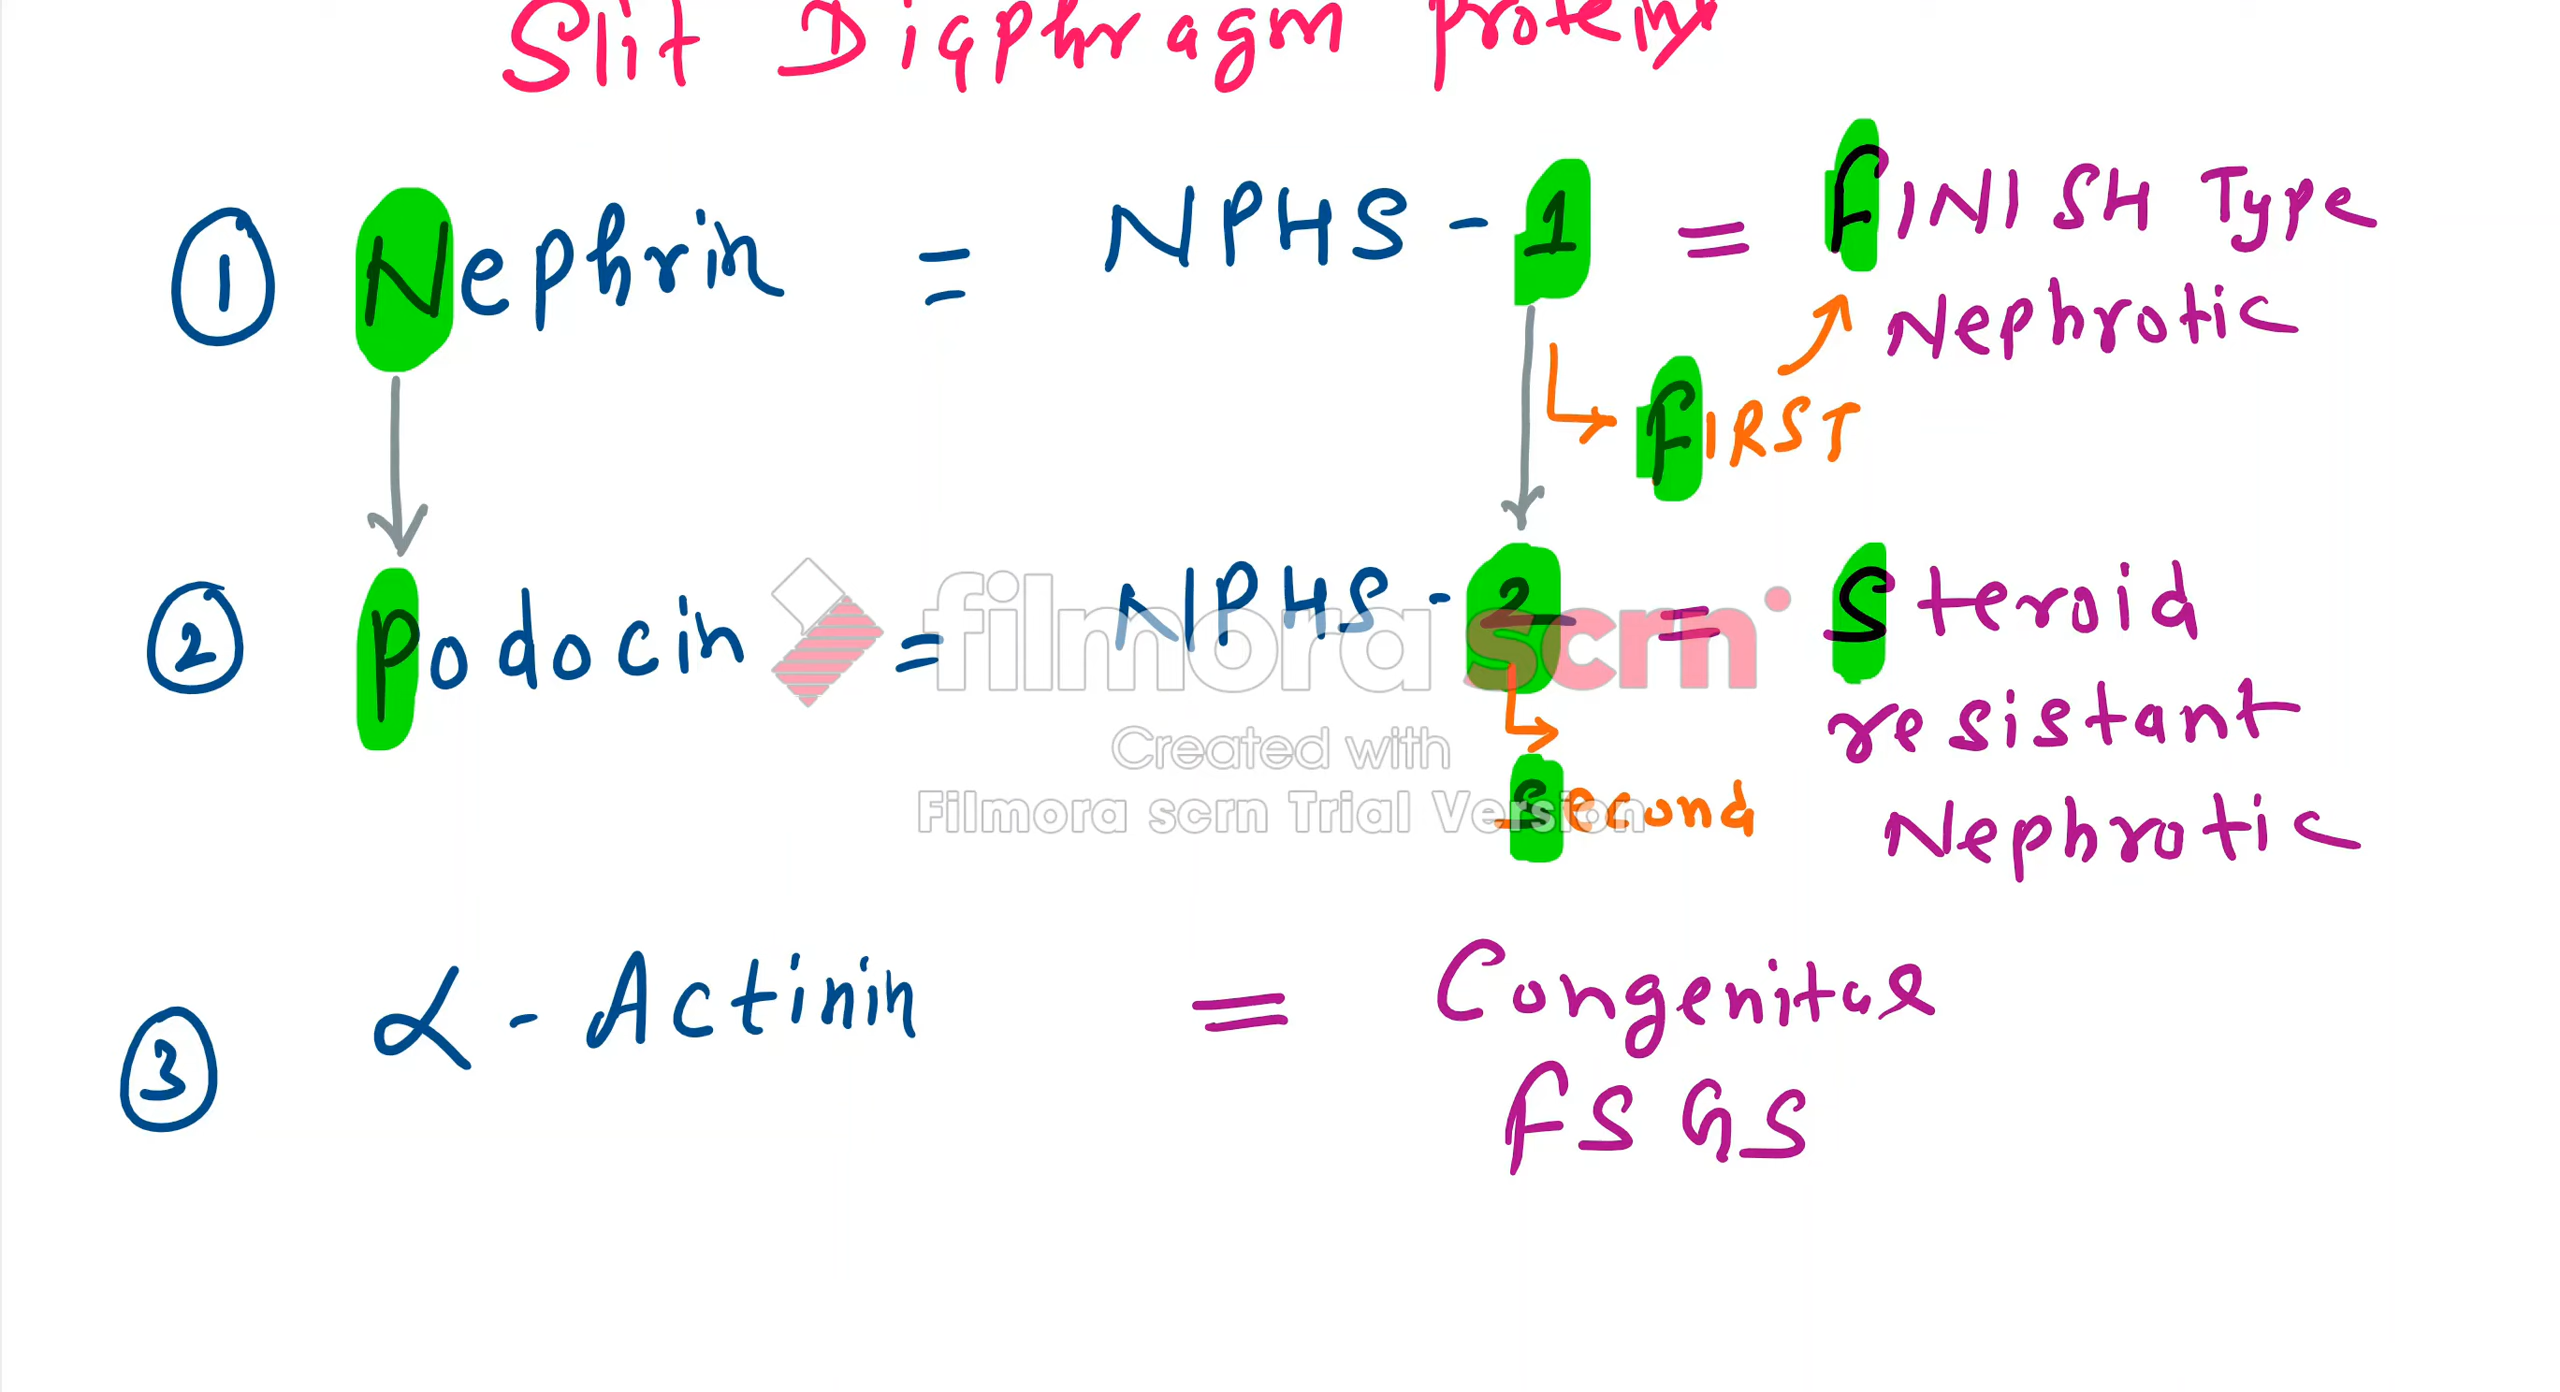 Slit Diaphragm proteins
① Nephrin = NPHS - 1 = FINISH Type
Nephrotic
FIRST
② Podocin = NPHS - 2 = Steroid
resistant
Second
Nephrotic
③ α - Actinin = Congenital
FSGS
filmora scrn
Created with
Filmora scrn Trial Version